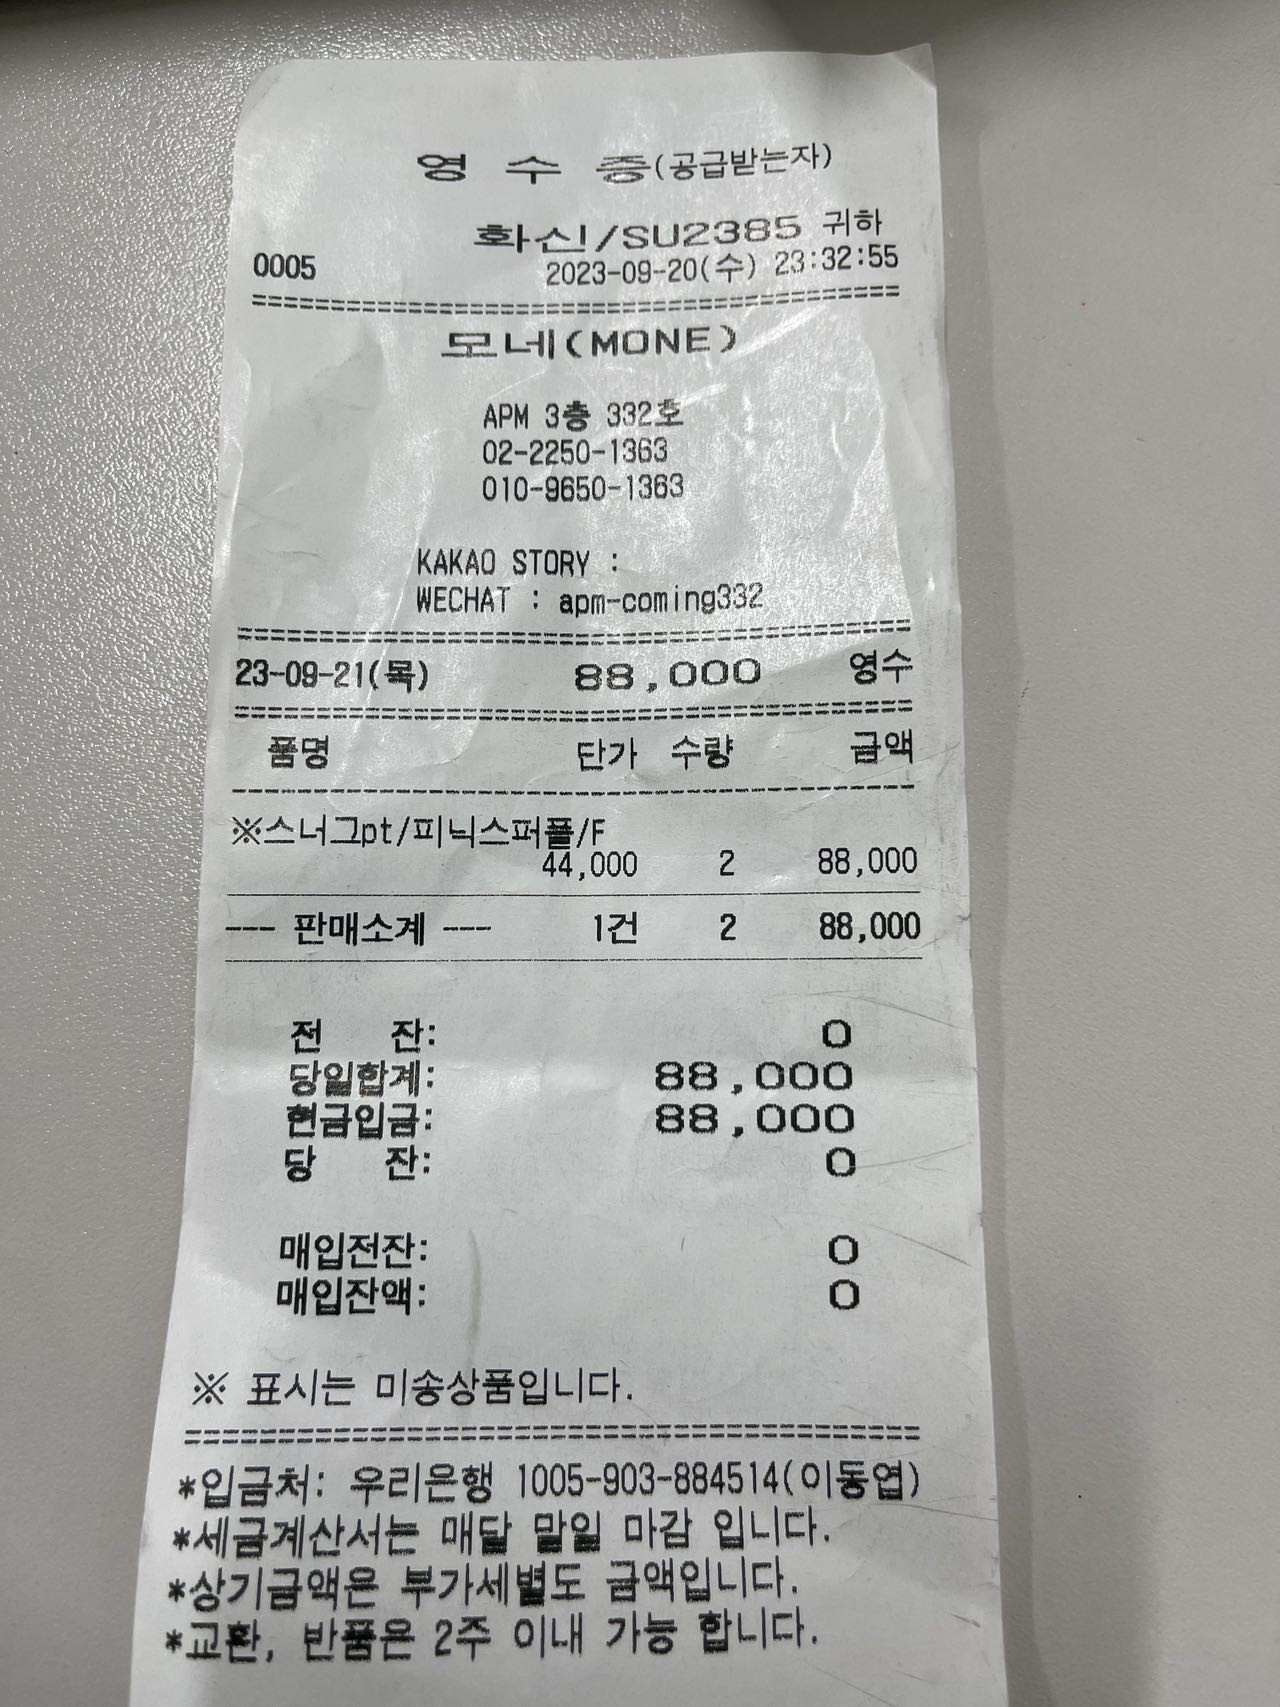 영 수 증(공급받는자)
화신/SU2385 귀하
0005 2023-09-20(수) 23:32:55
========================================
모네(MONE)
APM 3층 332호
02-2250-1363
010-9650-1363
KAKAO STORY :
WECHAT : apm-coming332
========================================
23-09-21(목) 88,000 영수
========================================
품명 단가 수량 금액
----------------------------------------
※스너그pt/피닉스퍼플/F
44,000 2 88,000
--- 판매소계 --- 1건 2 88,000
전 잔: 0
당일합계: 88,000
현금입금: 88,000
당 잔: 0
매입전잔: 0
매입잔액: 0
※ 표시는 미송상품입니다.
========================================
*입금처: 우리은행 1005-903-884514(이동엽)
*세금계산서는 매달 말일 마감 입니다.
*상기금액은 부가세별도 금액입니다.
*교환, 반품은 2주 이내 가능 합니다.